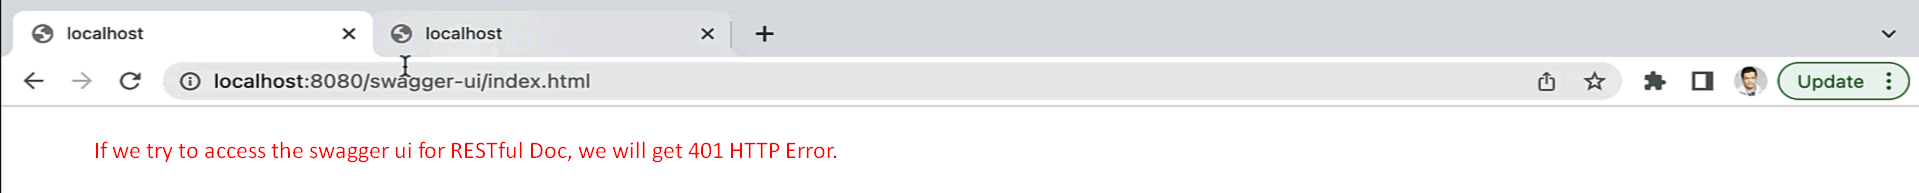 localhost
localhost
localhost:8080/swagger-ui/index.html
Update
If we try to access the swagger ui for RESTful Doc, we will get 401 HTTP Error.